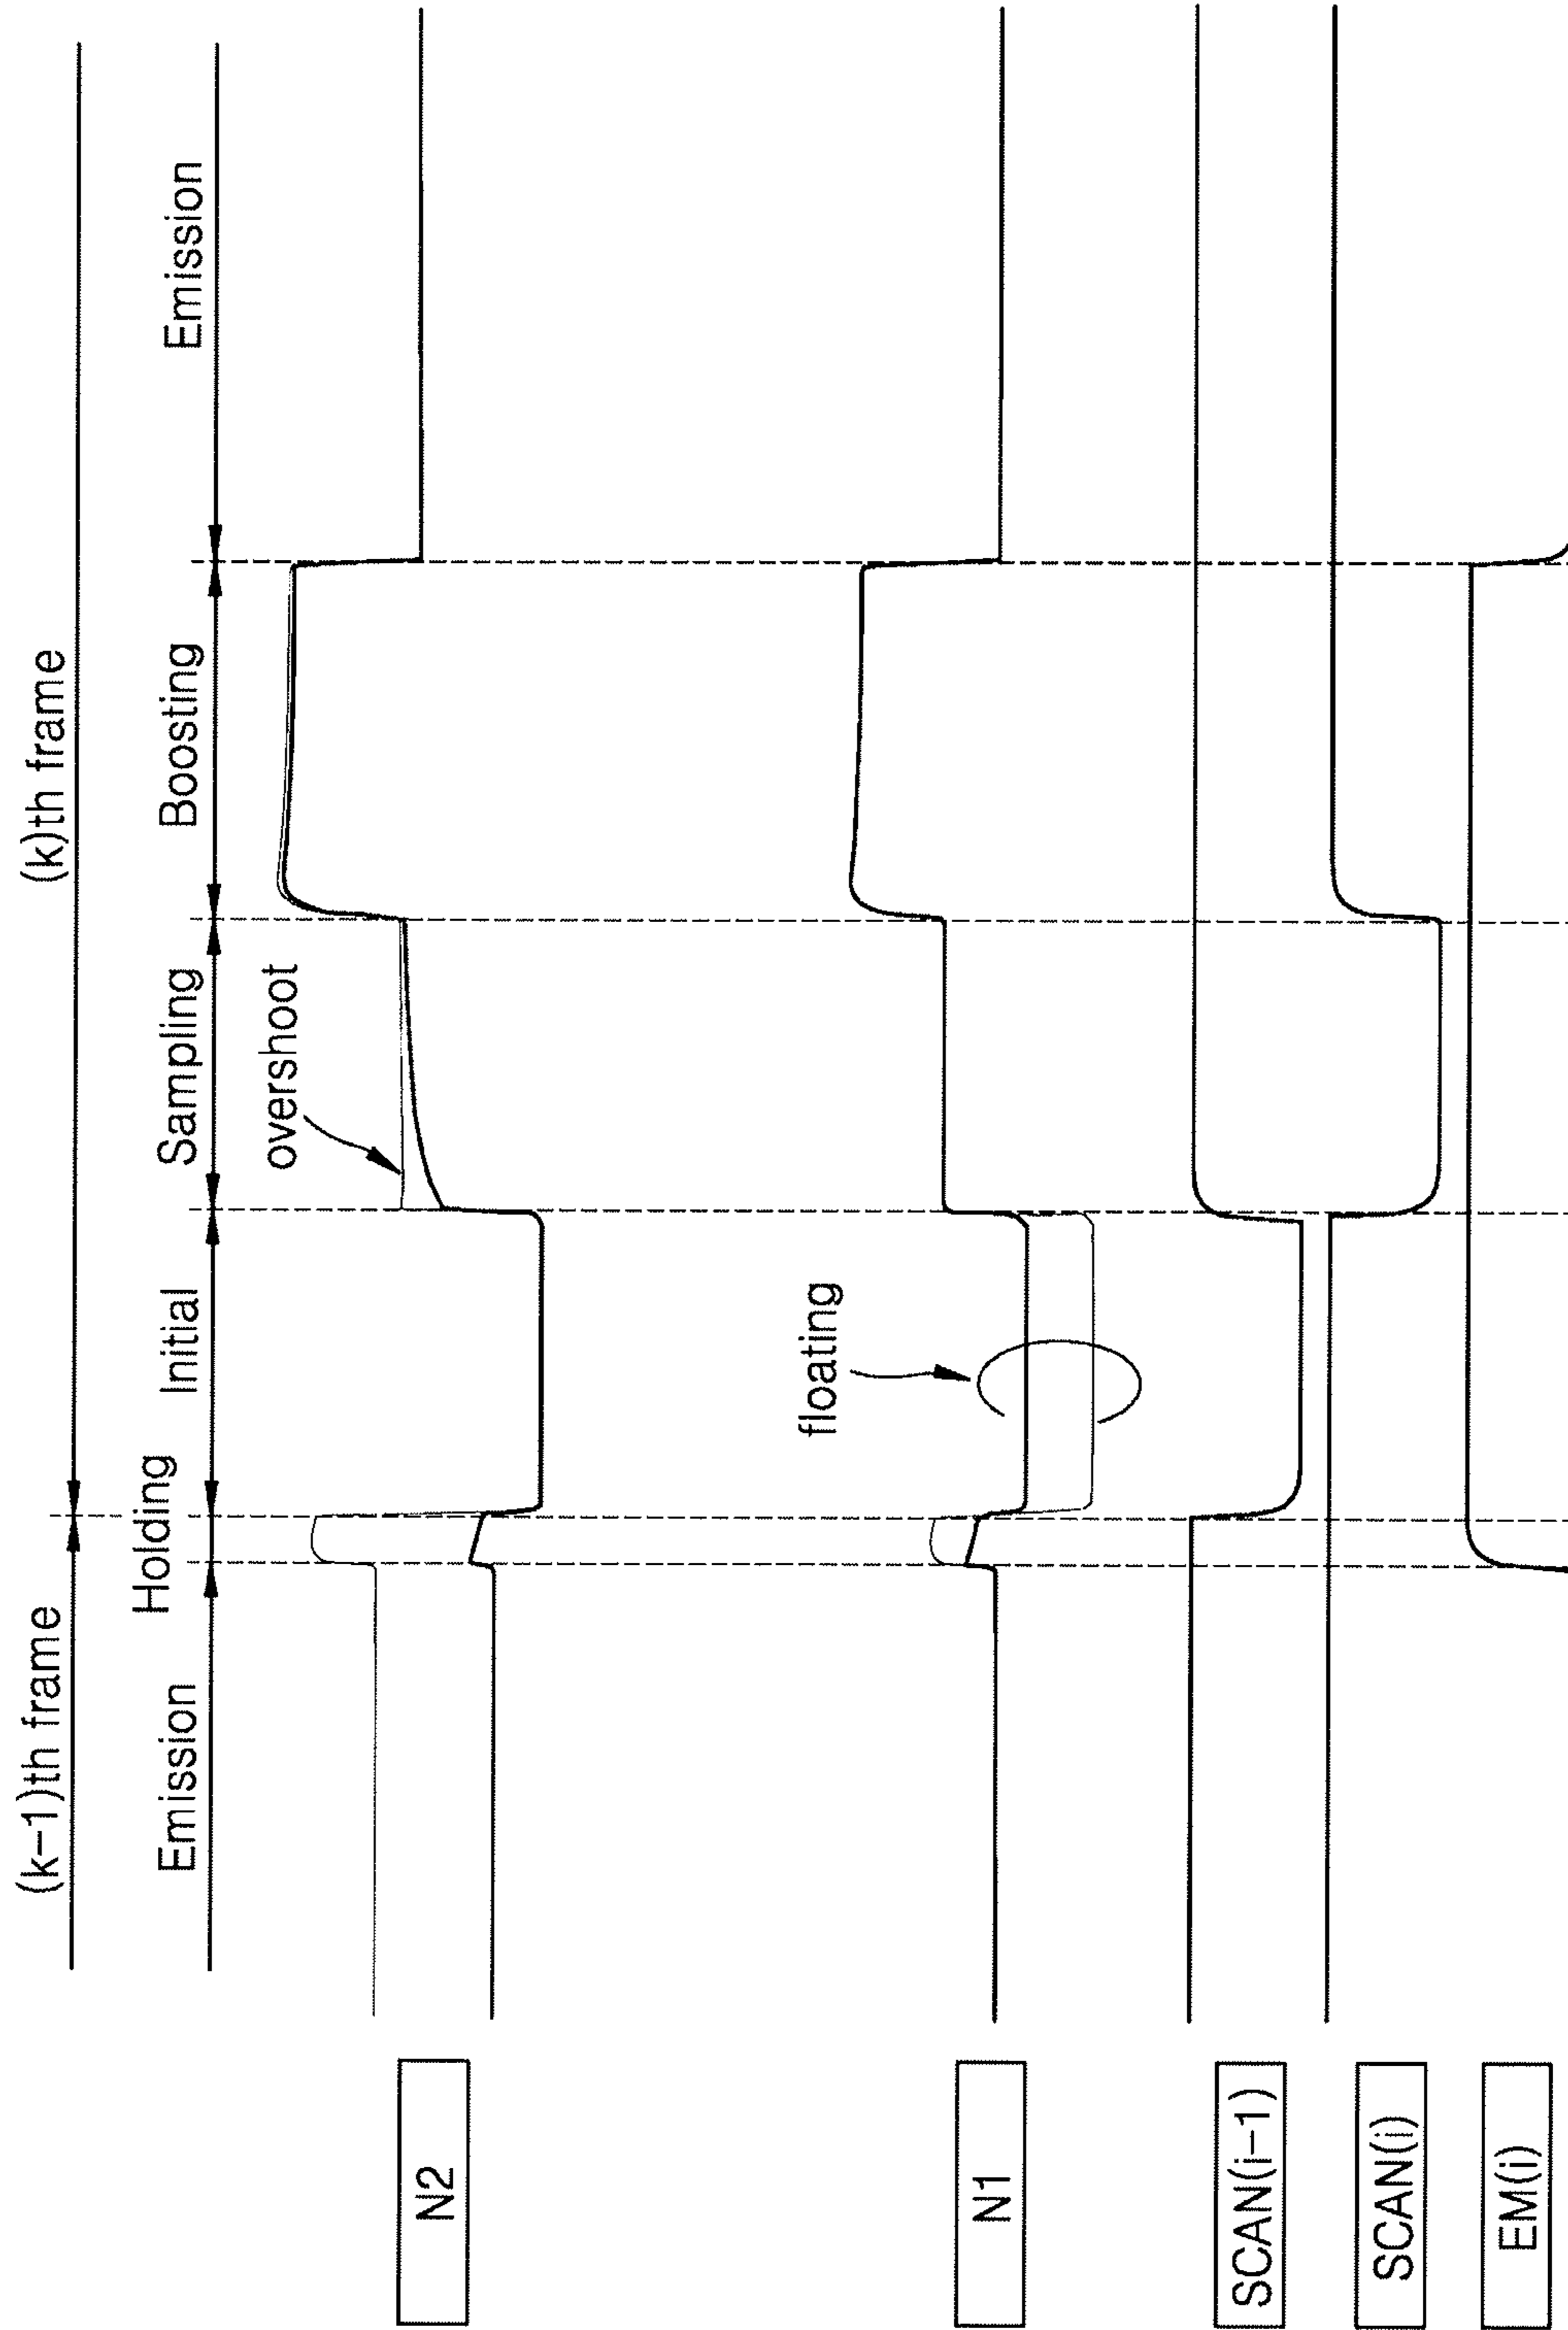 (k-1)th frame
(k)th frame
Emission
Holding
Initial
Sampling
Boosting
Emission
overshoot
N2
floating
N1
SCAN(i-1)
SCAN(i)
EM(i)